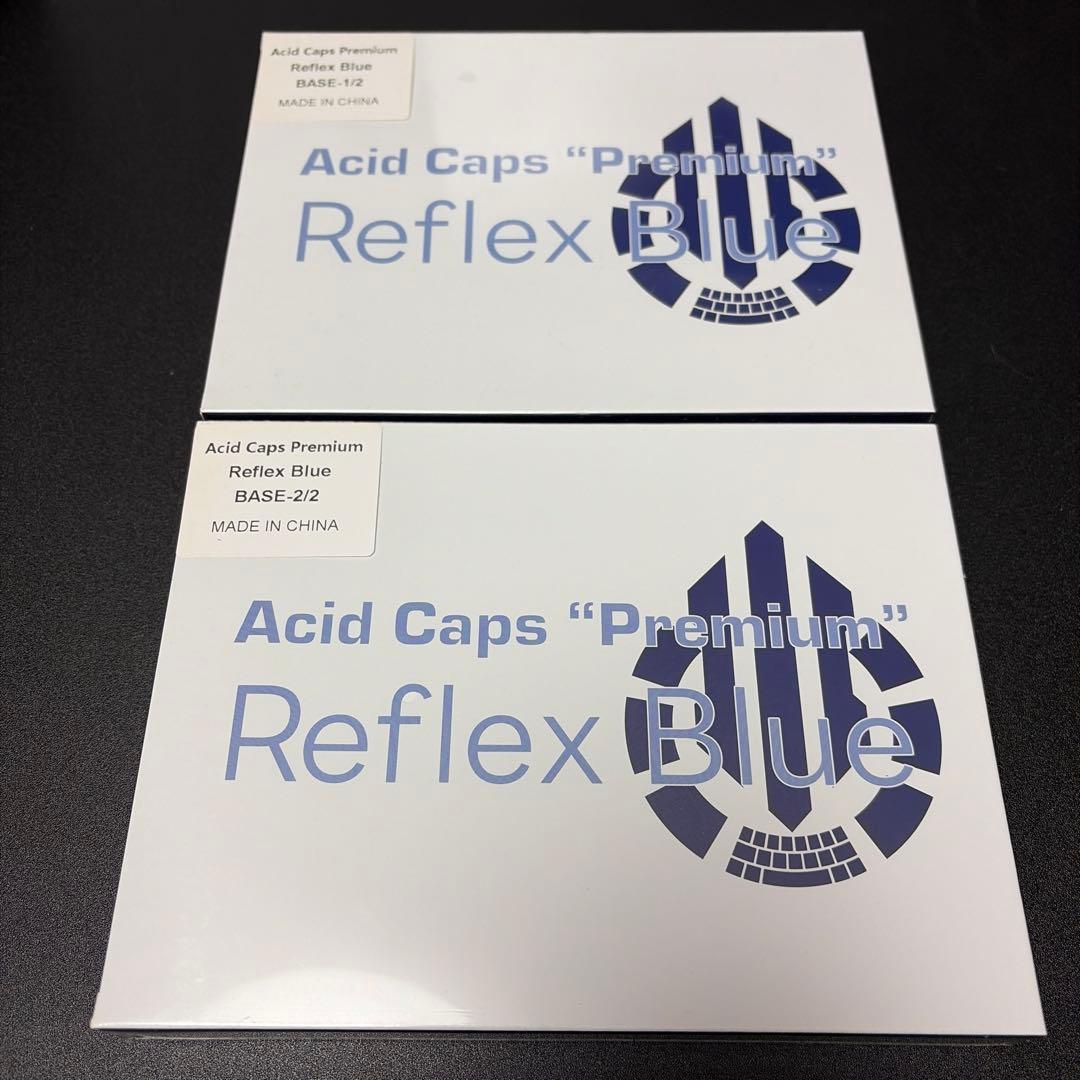 Acid Caps Premium
Reflex Blue
BASE-1/2
MADE IN CHINA
Acid Caps “Premium”
Reflex Blue
Acid Caps Premium
Reflex Blue
BASE-2/2
MADE IN CHINA
Acid Caps “Premium”
Reflex Blue